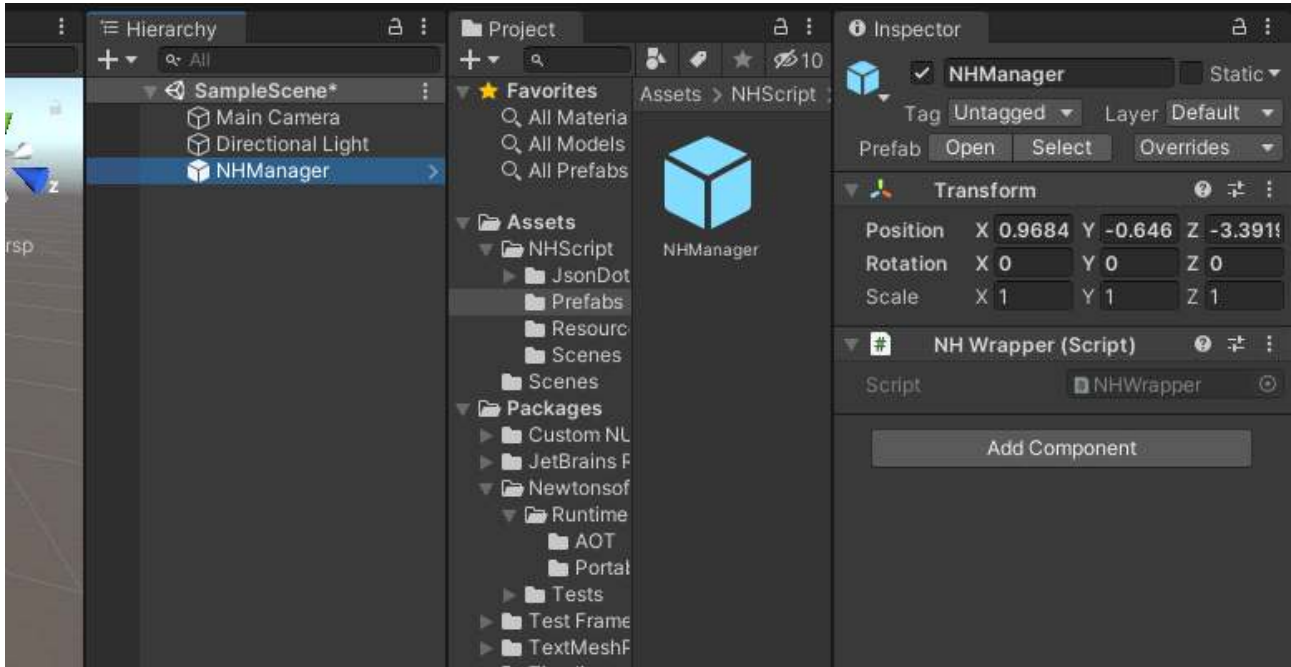 Hierarchy
All
SampleScene*
Main Camera
Directional Light
NHManager
z
rsp
Project
10
Favorites
All Materia
All Models
All Prefabs
Assets
NHScript
JsonDot
Prefabs
Resourc
Scenes
Scenes
Packages
Custom NU
JetBrains R
Newtonsof
Runtime
AOT
Portab
Tests
Test Frame
TextMeshP
Assets > NHScript
NHManager
Inspector
NHManager Static
Tag Untagged Layer Default
Prefab Open Select Overrides
Transform
Position X 0.9684 Y -0.646 Z -3.3919
Rotation X 0 Y 0 Z 0
Scale X 1 Y 1 Z 1
# NH Wrapper (Script)
Script NHWrapper
Add Component